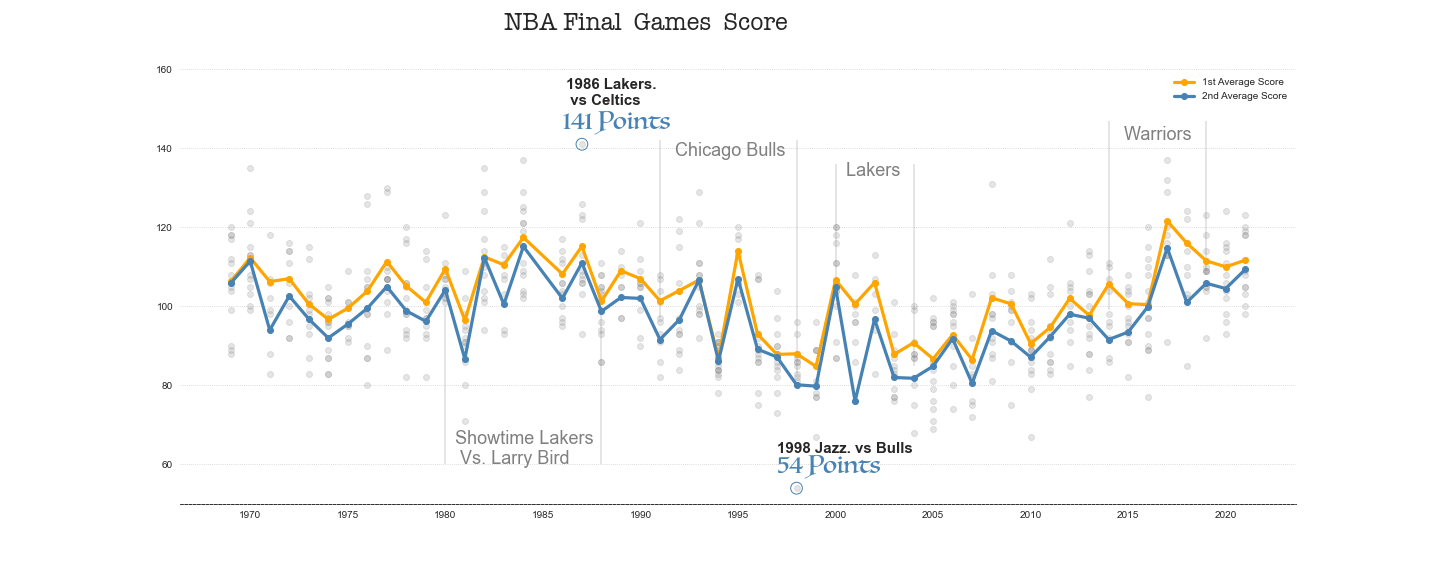 NBA Final Games Score
160
1986 Lakers.
vs Celtics
141 Points
1st Average Score
2nd Average Score
140
Chicago Bulls
Lakers
Warriors
120
100
80
Showtime Lakers
Vs. Larry Bird
1998 Jazz. vs Bulls
54 Points
60
1970 1975 1980 1985 1990 1995 2000 2005 2010 2015 2020